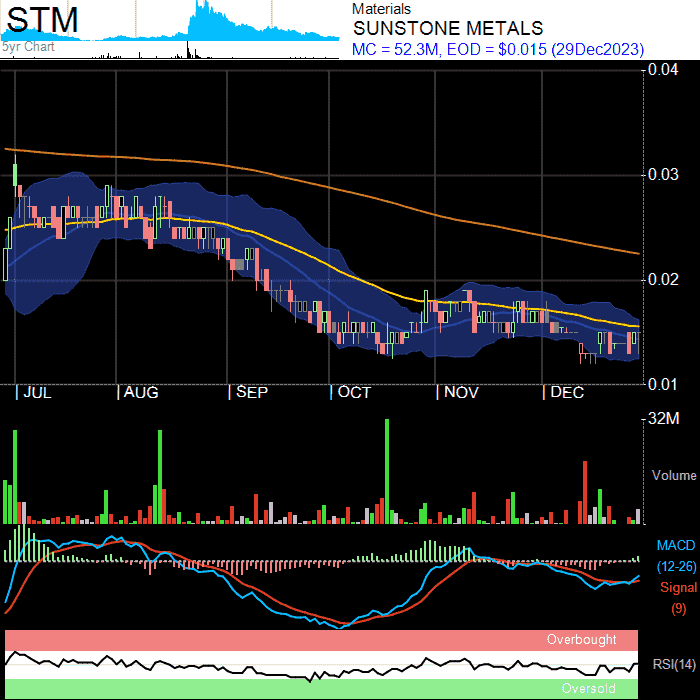 STM
5yr Chart
Materials
SUNSTONE METALS
MC = 52.3M, EOD = $0.015 (29Dec2023)
0.04
0.03
0.02
0.01
JUL
AUG
SEP
OCT
NOV
DEC
32M
Volume
MACD
(12-26)
Signal
(9)
Overbought
RSI(14)
Oversold